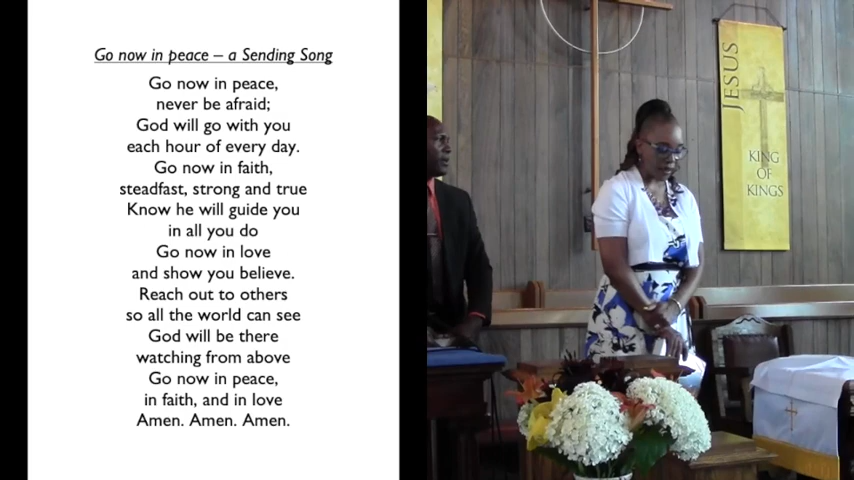 Go now in peace – a Sending Song
Go now in peace,
never be afraid;
God will go with you
each hour of every day.
Go now in faith,
steadfast, strong and true
Know he will guide you
in all you do
Go now in love
and show you believe.
Reach out to others
so all the world can see
God will be there
watching from above
Go now in peace,
in faith, and in love
Amen. Amen. Amen.
JESUS
KING
OF
KINGS